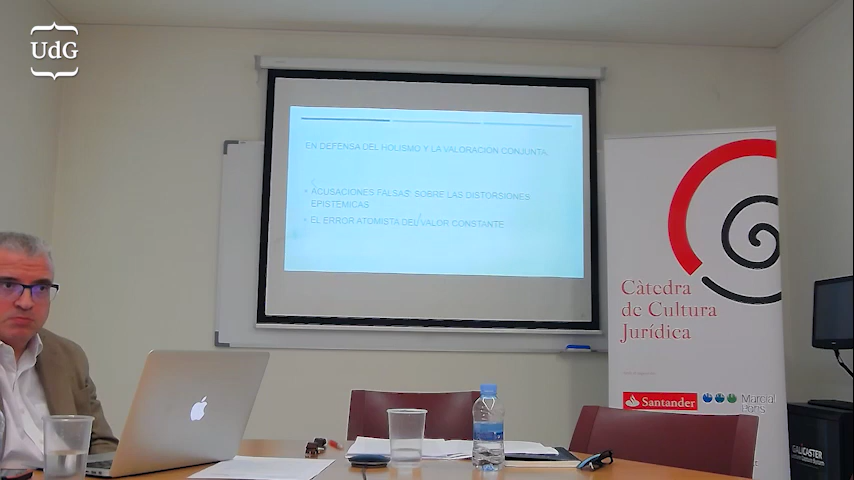 UdG
EN DEFENSA DEL HOLISMO Y LA VALORACION CONJUNTA.
ACUSACIONES FALSAS: SOBRE LAS DISTORSIONES
EPISTEMICAS
EL ERROR ATOMISTA DEL VALOR CONSTANTE
Càtedra
de Cultura
Jurídica
Santander
Marcial
Pons
GALICASTER